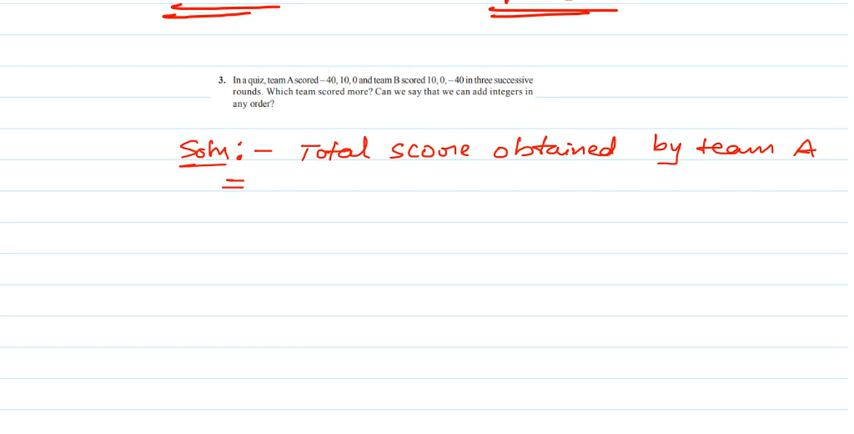 3. In a quiz, team A scored – 40, 10, 0 and team B scored 10, 0, – 40 in three successive
rounds. Which team scored more? Can we say that we can add integers in
any order?
Soln :- Total score obtained by team A
=